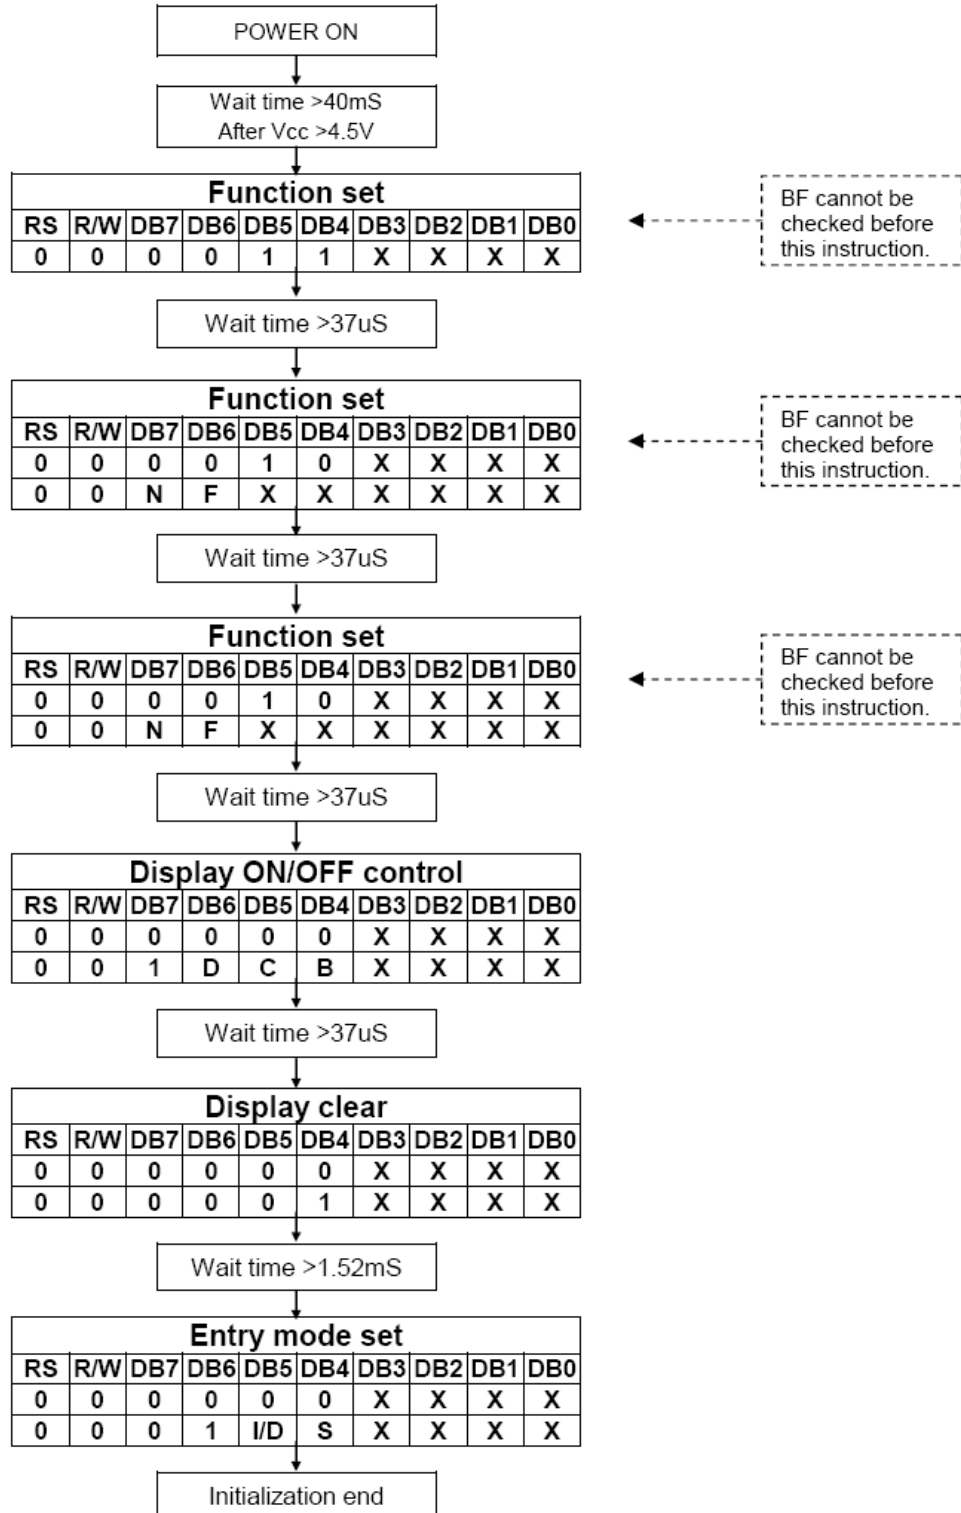 POWER ON
Wait time >40mS
After Vcc >4.5V
Function set
RS R/W DB7 DB6 DB5 DB4 DB3 DB2 DB1 DB0
0 0 0 0 1 1 X X X X
BF cannot be
checked before
this instruction.
Wait time >37uS
Function set
RS R/W DB7 DB6 DB5 DB4 DB3 DB2 DB1 DB0
0 0 0 0 1 0 X X X X
0 0 N F X X X X X X
BF cannot be
checked before
this instruction.
Wait time >37uS
Function set
RS R/W DB7 DB6 DB5 DB4 DB3 DB2 DB1 DB0
0 0 0 0 1 0 X X X X
0 0 N F X X X X X X
BF cannot be
checked before
this instruction.
Wait time >37uS
Display ON/OFF control
RS R/W DB7 DB6 DB5 DB4 DB3 DB2 DB1 DB0
0 0 0 0 0 0 X X X X
0 0 1 D C B X X X X
Wait time >37uS
Display clear
RS R/W DB7 DB6 DB5 DB4 DB3 DB2 DB1 DB0
0 0 0 0 0 0 X X X X
0 0 0 0 0 1 X X X X
Wait time >1.52mS
Entry mode set
RS R/W DB7 DB6 DB5 DB4 DB3 DB2 DB1 DB0
0 0 0 0 0 0 X X X X
0 0 0 1 I/D S X X X X
Initialization end